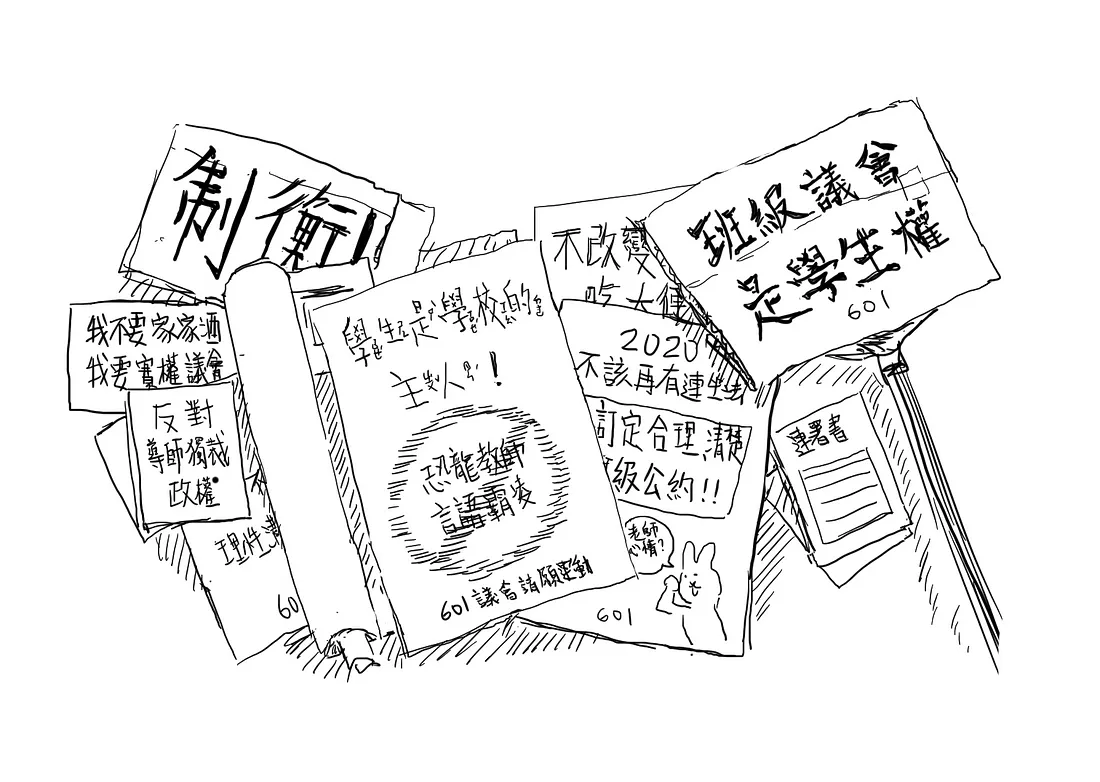 制衡
我不要家家酒
我要實權議會
反對
導師獨裁
政權
理性
601
學生是學校的
主人!
恐龍教師
言語霸凌
601議會請願運動
不改變
吃大便
2020
不該再有連坐法
訂定合理清楚
班級公約!!
老師
心情?
601
班級議會
是學生權
601
連署書